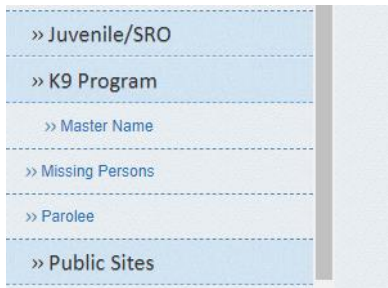 » Juvenile/SRO
» K9 Program
» Master Name
» Missing Persons
» Parolee
» Public Sites